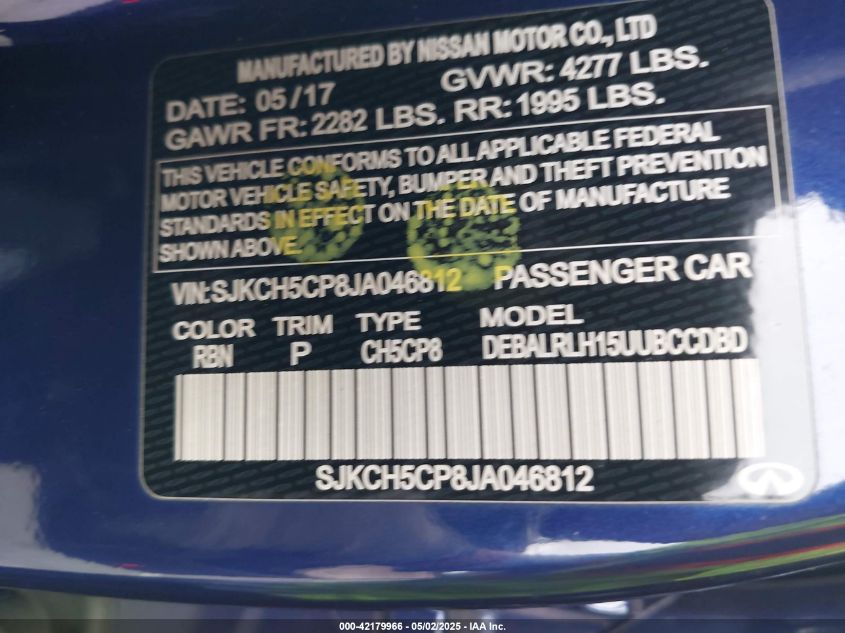 MANUFACTURED BY NISSAN MOTOR CO., LTD
DATE: 05/17 GVWR: 4277 LBS.
GAWR FR: 2282 LBS. RR: 1995 LBS.
THIS VEHICLE CONFORMS TO ALL APPLICABLE FEDERAL
MOTOR VEHICLE SAFETY, BUMPER AND THEFT PREVENTION
STANDARDS IN EFFECT ON THE DATE OF MANUFACTURE
SHOWN ABOVE.
VIN:SJKCH5CP8JA046812 PASSENGER CAR
COLOR TRIM TYPE MODEL
RBN P CH5CP8 DEBALRLH15UUBCCDBD
SJKCH5CP8JA046812
000-42179966 - 05/02/2025 - IAA Inc.